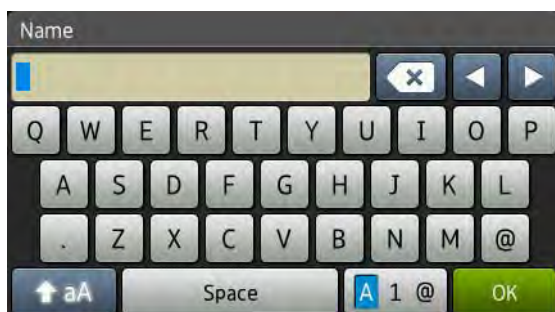 Name
Q W E R T Y U I O P
A S D F G H J K L
. Z X C V B N M @
aA Space A 1 @ OK